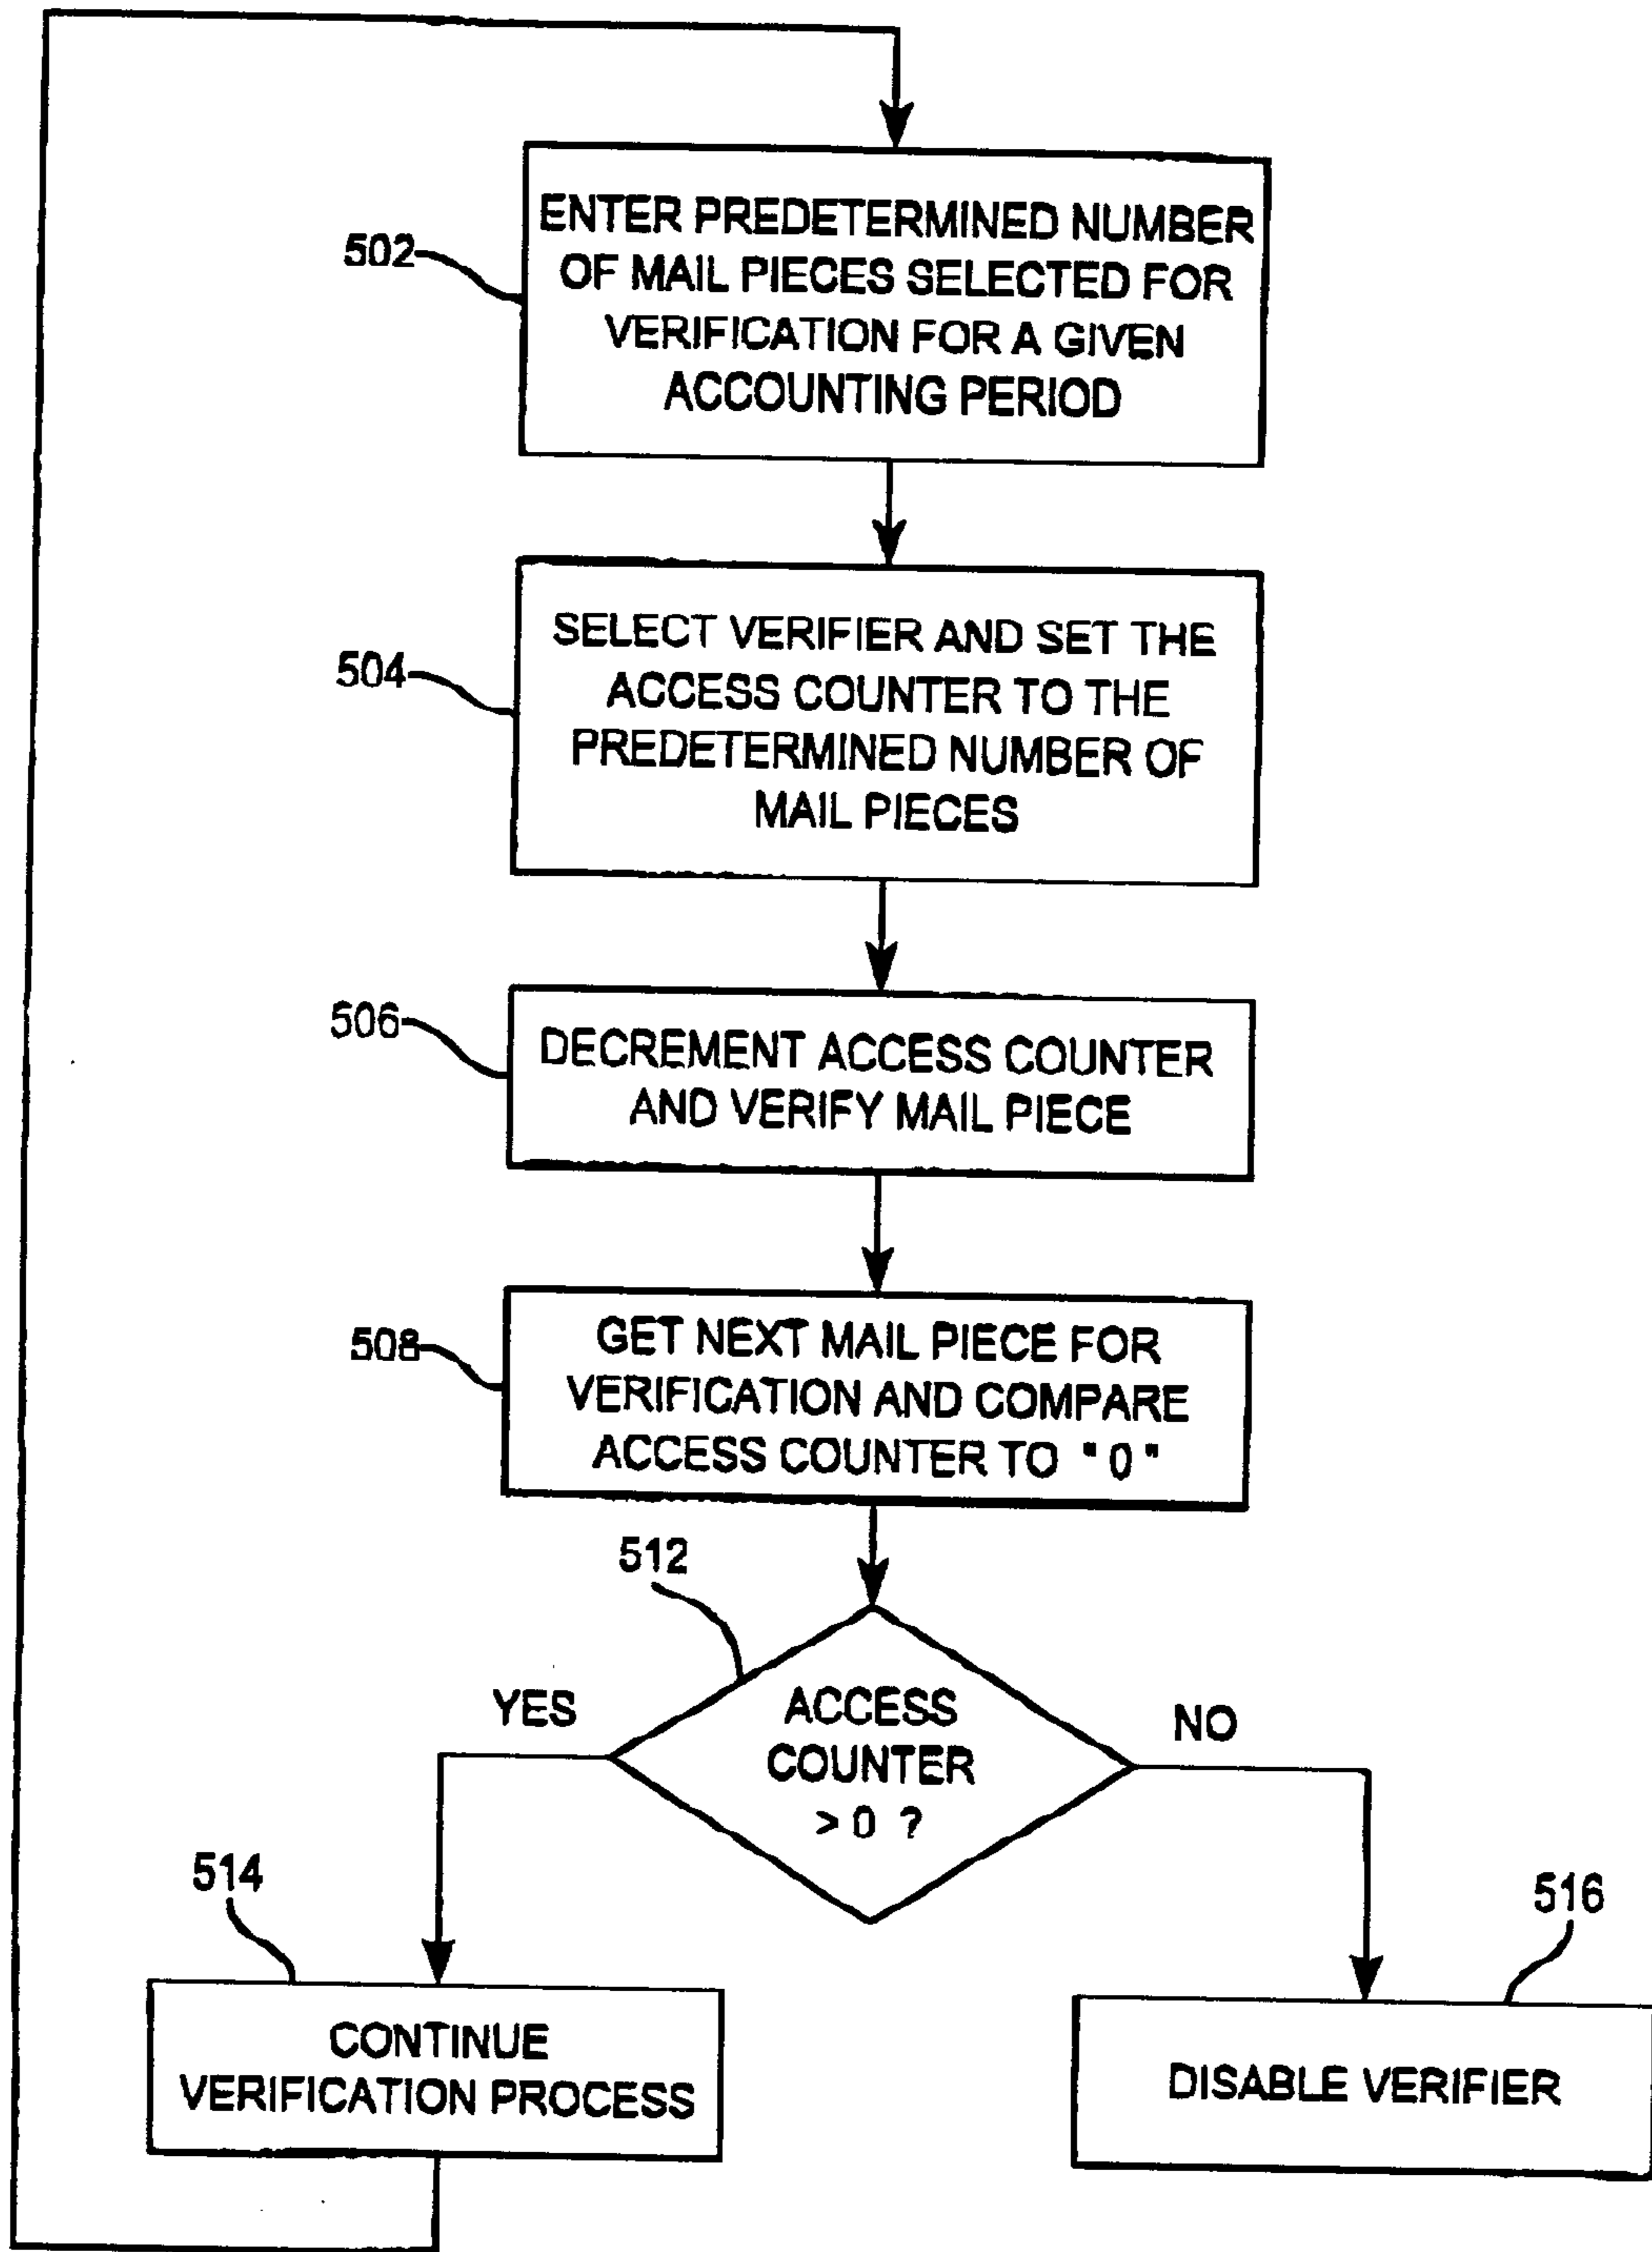 502
ENTER PREDETERMINED NUMBER
OF MAIL PIECES SELECTED FOR
VERIFICATION FOR A GIVEN
ACCOUNTING PERIOD
504
SELECT VERIFIER AND SET THE
ACCESS COUNTER TO THE
PREDETERMINED NUMBER OF
MAIL PIECES
506
DECREMENT ACCESS COUNTER
AND VERIFY MAIL PIECE
508
GET NEXT MAIL PIECE FOR
VERIFICATION AND COMPARE
ACCESS COUNTER TO "0"
512
YES
ACCESS
COUNTER
> 0 ?
NO
514
CONTINUE
VERIFICATION PROCESS
516
DISABLE VERIFIER